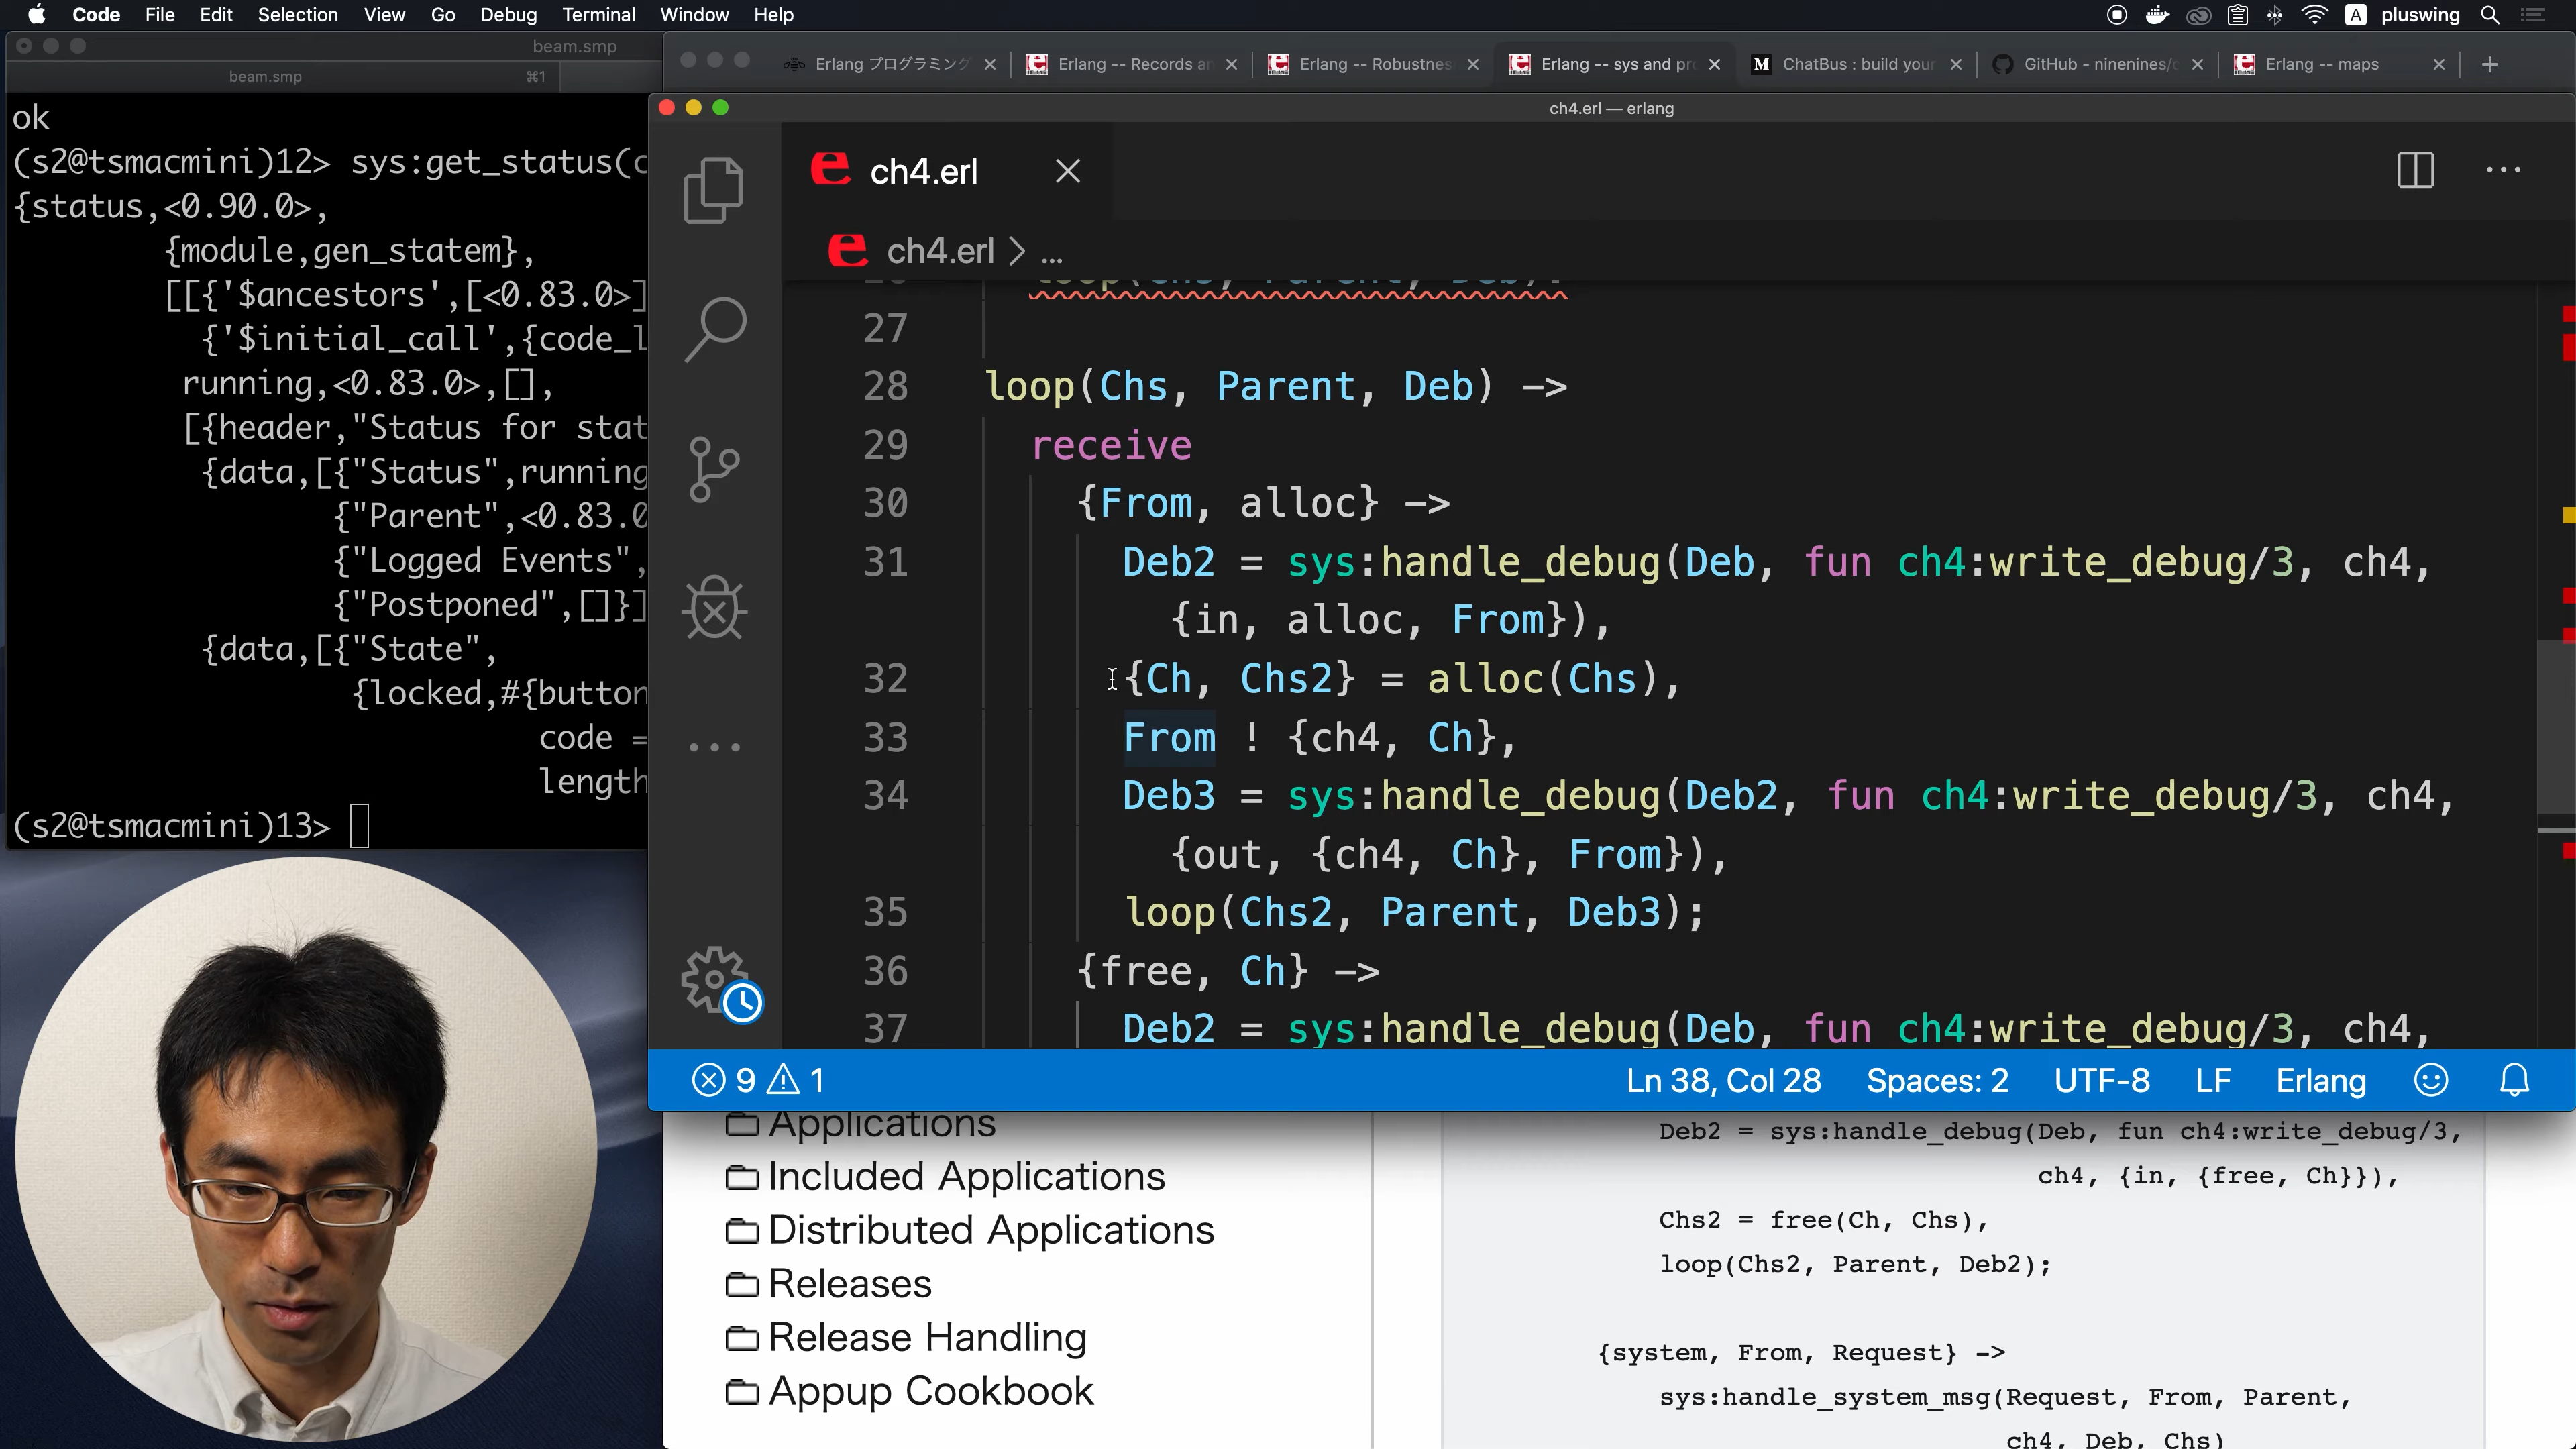 Code File Edit Selection View Go Debug Terminal Window Help A pluswing
beam.smp
beam.smp ⌘1
ok
(s2@tsmacmini)12> sys:get_status(c
{status,<0.90.0>,
{module,gen_statem},
[[{'$ancestors',[<0.83.0>]
{'$initial_call',{code_l
running,<0.83.0>,[],
[{header,"Status for stat
{data,[{"Status",running
{"Parent",<0.83.0
{"Logged Events",
{"Postponed",[]}]
{data,[{"State",
{locked,#{button
code =
length
(s2@tsmacmini)13>
Erlang プログラミング Erlang -- Records an Erlang -- Robustnes Erlang -- sys and pro M ChatBus : build your GitHub - ninenines/c Erlang -- maps
ch4.erl — erlang
e ch4.erl
e ch4.erl > ...
loop(Chs, Parent, Deb).
27
28 loop(Chs, Parent, Deb) ->
29 receive
30 {From, alloc} ->
31 Deb2 = sys:handle_debug(Deb, fun ch4:write_debug/3, ch4,
{in, alloc, From}),
32 {Ch, Chs2} = alloc(Chs),
33 From ! {ch4, Ch},
34 Deb3 = sys:handle_debug(Deb2, fun ch4:write_debug/3, ch4,
{out, {ch4, Ch}, From}),
35 loop(Chs2, Parent, Deb3);
36 {free, Ch} ->
37 Deb2 = sys:handle_debug(Deb, fun ch4:write_debug/3, ch4,
9 1 Ln 38, Col 28 Spaces: 2 UTF-8 LF Erlang
Applications
Included Applications
Distributed Applications
Releases
Release Handling
Appup Cookbook
Deb2 = sys:handle_debug(Deb, fun ch4:write_debug/3,
ch4, {in, {free, Ch}}),
Chs2 = free(Ch, Chs),
loop(Chs2, Parent, Deb2);
{system, From, Request} ->
sys:handle_system_msg(Request, From, Parent,
ch4, Deb, Chs)